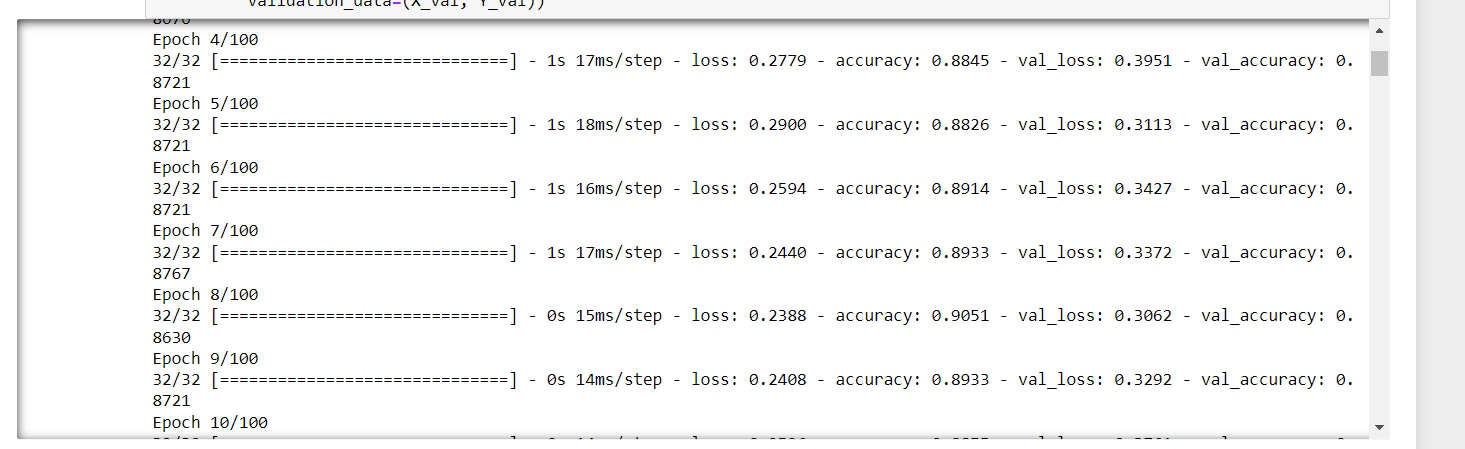 validation_data=(X_val, Y_val))
8676
Epoch 4/100
32/32 [==============================] - 1s 17ms/step - loss: 0.2779 - accuracy: 0.8845 - val_loss: 0.3951 - val_accuracy: 0.
8721
Epoch 5/100
32/32 [==============================] - 1s 18ms/step - loss: 0.2900 - accuracy: 0.8826 - val_loss: 0.3113 - val_accuracy: 0.
8721
Epoch 6/100
32/32 [==============================] - 1s 16ms/step - loss: 0.2594 - accuracy: 0.8914 - val_loss: 0.3427 - val_accuracy: 0.
8721
Epoch 7/100
32/32 [==============================] - 1s 17ms/step - loss: 0.2440 - accuracy: 0.8933 - val_loss: 0.3372 - val_accuracy: 0.
8767
Epoch 8/100
32/32 [==============================] - 0s 15ms/step - loss: 0.2388 - accuracy: 0.9051 - val_loss: 0.3062 - val_accuracy: 0.
8630
Epoch 9/100
32/32 [==============================] - 0s 14ms/step - loss: 0.2408 - accuracy: 0.8933 - val_loss: 0.3292 - val_accuracy: 0.
8721
Epoch 10/100